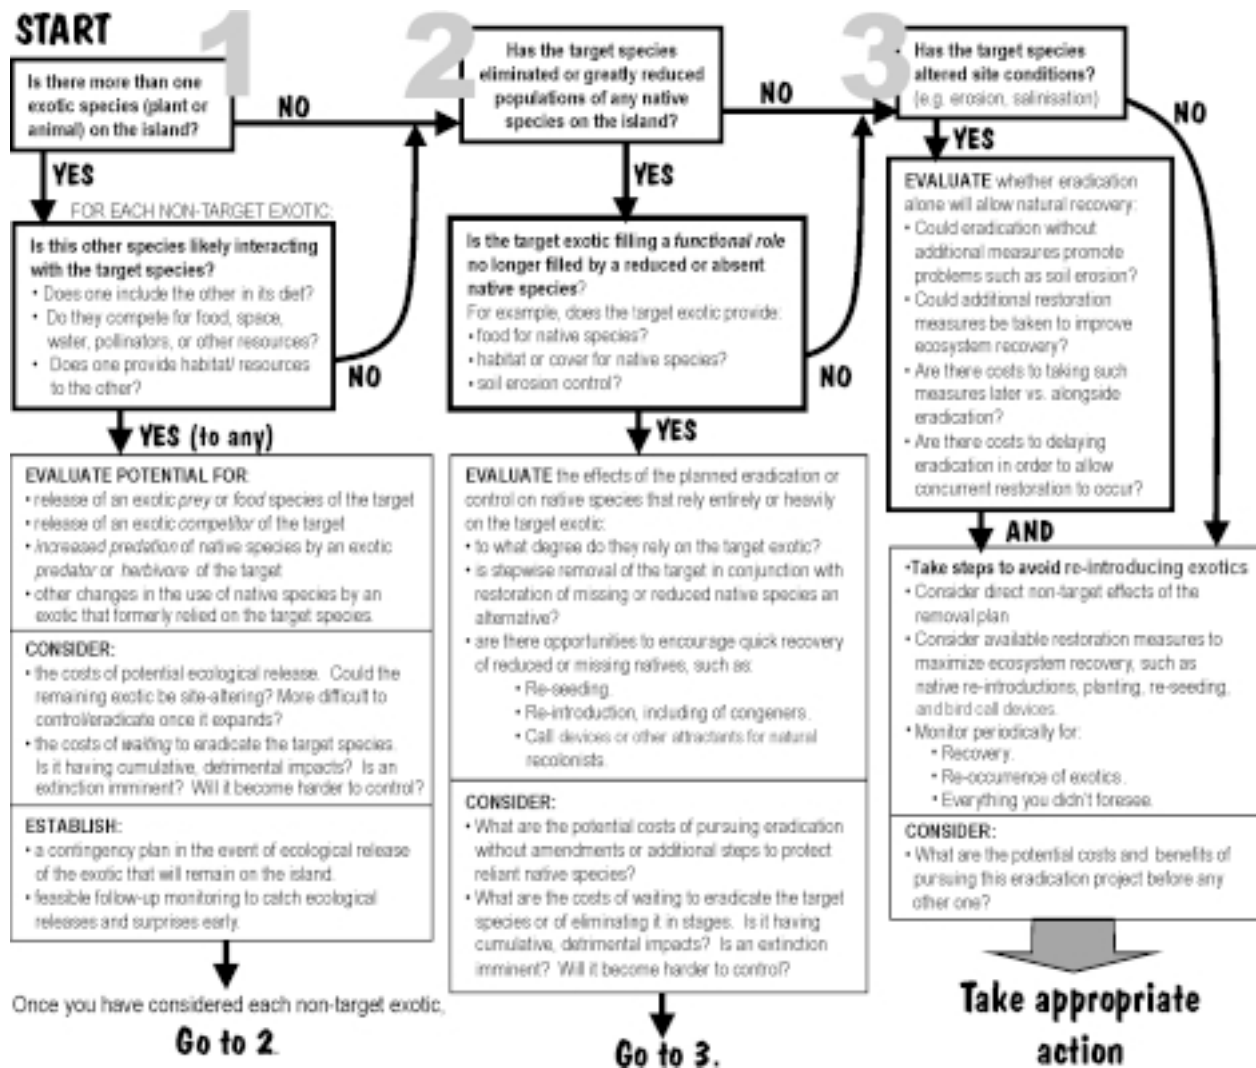 START
1
Is there more than one
exotic species (plant or
animal) on the island?
NO
YES
FOR EACH NON-TARGET EXOTIC:
Is this other species likely interacting
with the target species?
• Does one include the other in its diet?
• Do they compete for food, space,
water, pollinators, or other resources?
• Does one provide habitat/ resources
to the other?
NO
YES (to any)
EVALUATE POTENTIAL FOR
• release of an exotic prey or food species of the target
• release of an exotic competitor of the target
• increased predation of native species by an exotic
predator or herbivore of the target
• other changes in the use of native species by an
exotic that formerly relied on the target species.
CONSIDER:
• the costs of potential ecological release. Could the
remaining exotic be site-altering? More difficult to
control/eradicate once it expands?
• the costs of waiting to eradicate the target species.
Is it having cumulative, detrimental impacts? Is an
extinction imminent? Will it become harder to control?
ESTABLISH:
• a contingency plan in the event of ecological release
of the exotic that will remain on the island.
• feasible follow-up monitoring to catch ecological
releases and surprises early.
Once you have considered each non-target exotic,
Go to 2.
2
Has the target species
eliminated or greatly reduced
populations of any native
species on the island?
NO
YES
Is the target exotic filling a functional role
no longer filled by a reduced or absent
native species?
For example, does the target exotic provide:
• food for native species?
• habitat or cover for native species?
• soil erosion control?
NO
YES
EVALUATE the effects of the planned eradication or
control on native species that rely entirely or heavily
on the target exotic:
• to what degree do they rely on the target exotic?
• is stepwise removal of the target in conjunction with
restoration of missing or reduced native species an
alternative?
• are there opportunities to encourage quick recovery
of reduced or missing natives, such as:
• Re-seeding.
• Re-introduction, including of congeners.
• Call devices or other attractants for natural
recolonists.
CONSIDER:
• What are the potential costs of pursuing eradication
without amendments or additional steps to protect
reliant native species?
• What are the costs of waiting to eradicate the target
species or of eliminating it in stages. Is it having
cumulative, detrimental impacts? Is an extinction
imminent? Will it become harder to control?
Go to 3.
3
Has the target species
altered site conditions?
(e.g. erosion, salinisation)
NO
YES
EVALUATE whether eradication
alone will allow natural recovery:
• Could eradication without
additional measures promote
problems such as soil erosion?
• Could additional restoration
measures be taken to improve
ecosystem recovery?
• Are there costs to taking such
measures later vs. alongside
eradication?
• Are there costs to delaying
eradication in order to allow
concurrent restoration to occur?
AND
• Take steps to avoid re-introducing exotics
• Consider direct non-target effects of the
removal plan
• Consider available restoration measures to
maximize ecosystem recovery, such as
native re-introductions, planting, re-seeding,
and bird call devices.
• Monitor periodically for:
• Recovery.
• Re-occurrence of exotics.
• Everything you didn't foresee.
CONSIDER:
• What are the potential costs and benefits of
pursuing this eradication project before any
other one?
Take appropriate
action